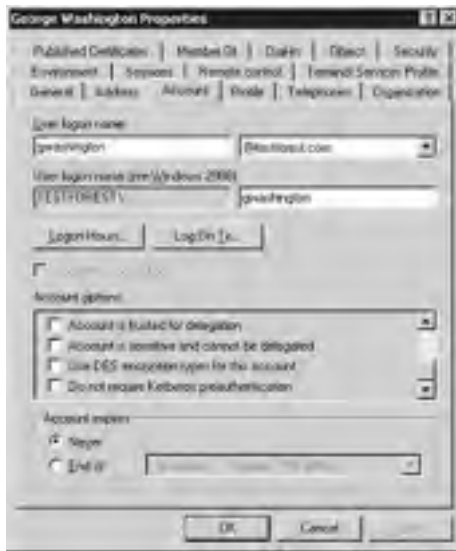 George Washington Properties
Published Certificates Member Of Dial-in Object Security
Environment Sessions Remote control Terminal Services Profile
General Address Account Profile Telephones Organization
User logon name:
gwashington @testforest.com
User logon name (pre-Windows 2000):
TESTFOREST\ gwashington
Logon Hours... Log On To...
Account options:
Account is trusted for delegation
Account is sensitive and cannot be delegated
Use DES encryption types for this account
Do not require Kerberos preauthentication
Account expires
Never
End of:
OK Cancel